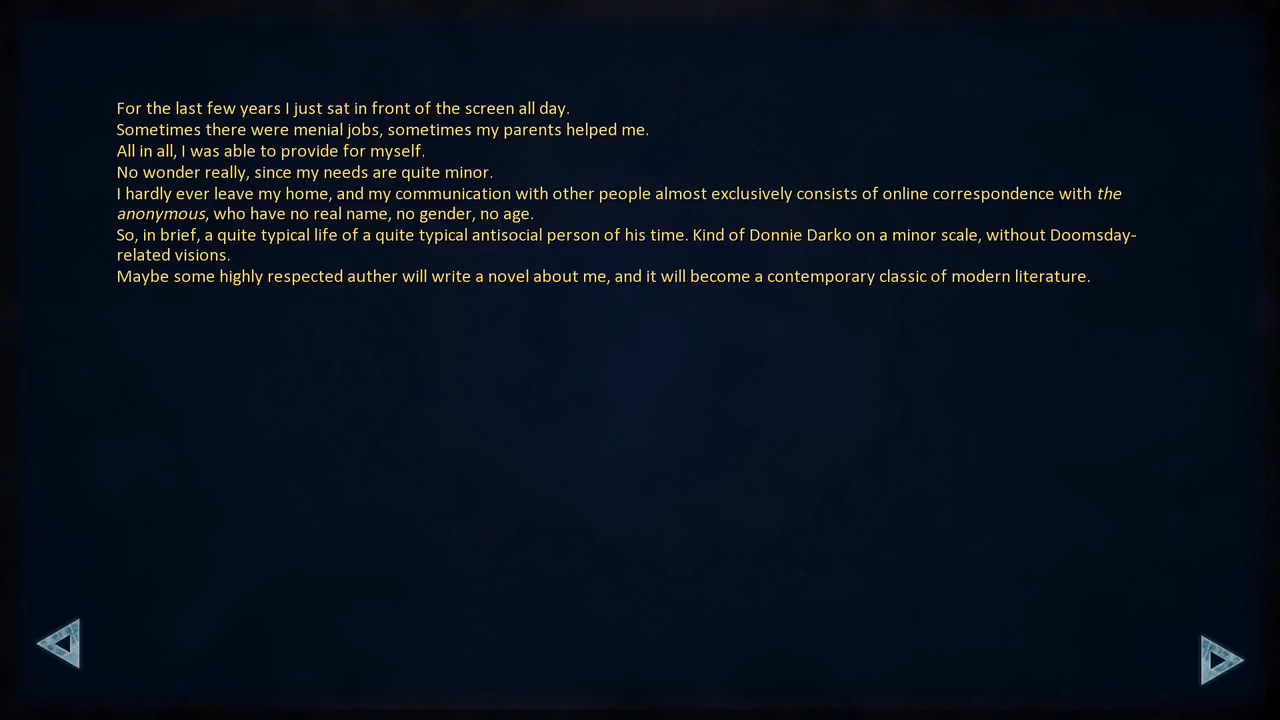 For the last few years I just sat in front of the screen all day.
Sometimes there were menial jobs, sometimes my parents helped me.
All in all, I was able to provide for myself.
No wonder really, since my needs are quite minor.
I hardly ever leave my home, and my communication with other people almost exclusively consists of online correspondence with the
anonymous, who have no real name, no gender, no age.
So, in brief, a quite typical life of a quite typical antisocial person of his time. Kind of Donnie Darko on a minor scale, without Doomsday-
related visions.
Maybe some highly respected auther will write a novel about me, and it will become a contemporary classic of modern literature.